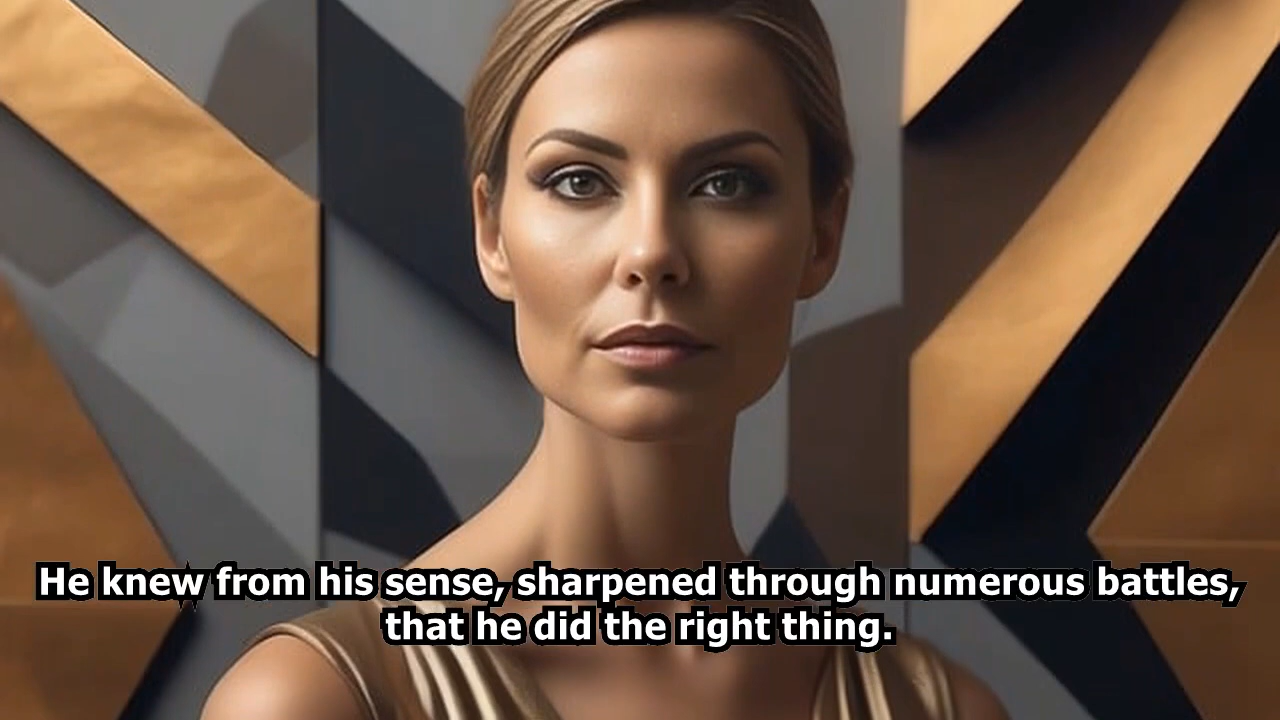 He knew from his sense, sharpened through numerous battles,
that he did the right thing.